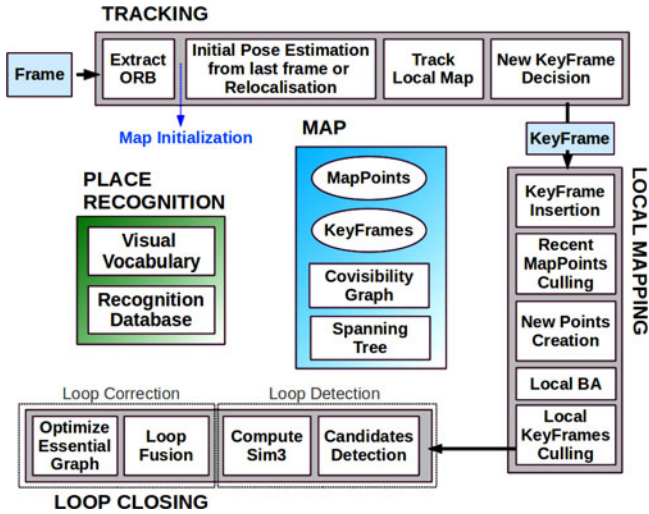 TRACKING
Frame
Extract
ORB
Initial Pose Estimation
from last frame or
Relocalisation
Track
Local Map
New KeyFrame
Decision
Map Initialization
KeyFrame
MAP
MapPoints
KeyFrames
Covisibility
Graph
Spanning
Tree
PLACE
RECOGNITION
Visual
Vocabulary
Recognition
Database
LOCAL MAPPING
KeyFrame
Insertion
Recent
MapPoints
Culling
New Points
Creation
Local BA
Local
KeyFrames
Culling
Loop Correction
Loop Detection
Optimize
Essential
Graph
Loop
Fusion
Compute
Sim3
Candidates
Detection
LOOP CLOSING